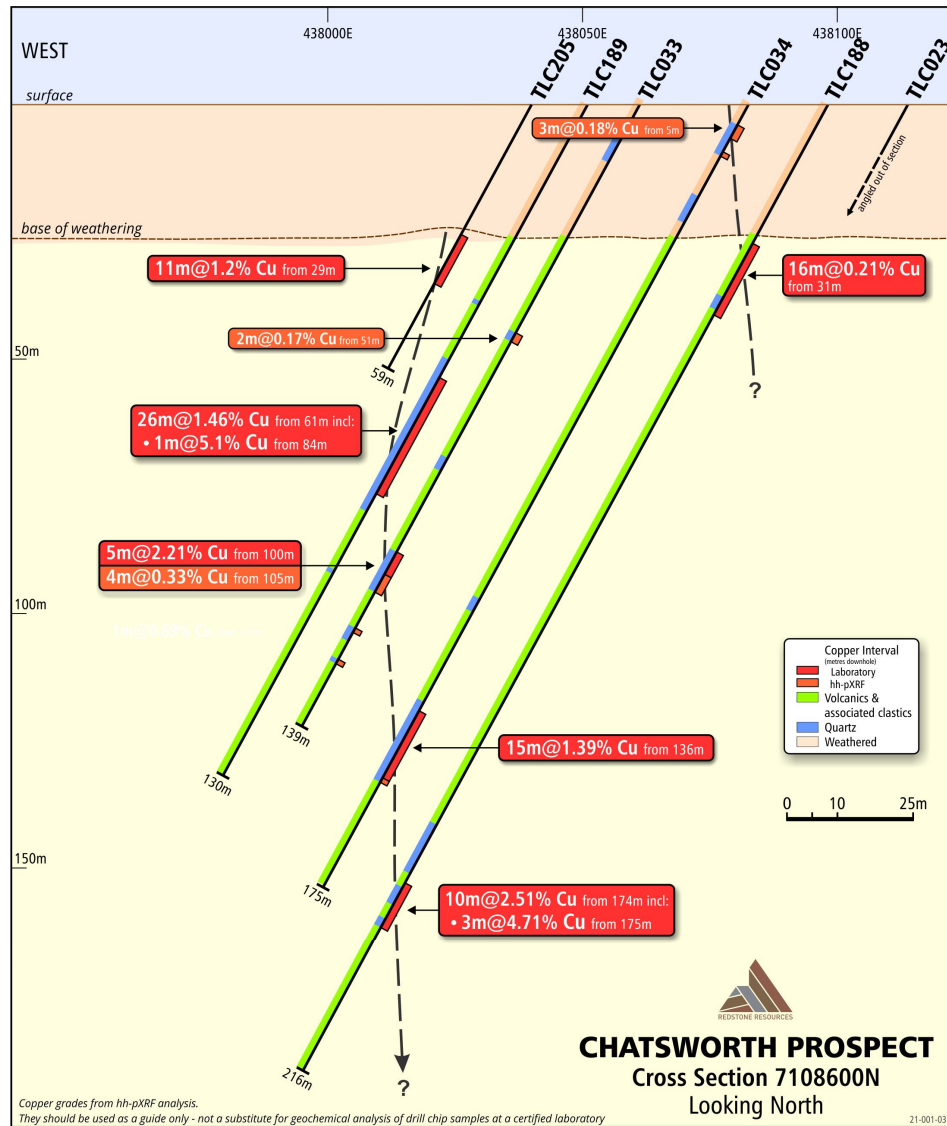 438000E
438050E
438100E
WEST
TLC205
TLC189
TLC033
TLC034
TLC188
TLC023
surface
3m@0.18% Cu from 5m
angled out of section
base of weathering
11m@1.2% Cu from 29m
16m@0.21% Cu
from 31m
2m@0.17% Cu from 51m
50m
59m
?
26m@1.46% Cu from 61m incl:
• 1m@5.1% Cu from 84m
5m@2.21% Cu from 100m
4m@0.33% Cu from 105m
100m
Copper Interval
(metres downhole)
Laboratory
hh-pXRF
Volcanics &
associated clastics
Quartz
Weathered
139m
15m@1.39% Cu from 136m
130m
0 10 25m
150m
175m
10m@2.51% Cu from 174m incl:
• 3m@4.71% Cu from 175m
REDSTONE RESOURCES
CHATSWORTH PROSPECT
216m
?
Cross Section 7108600N
Looking North
Copper grades from hh-pXRF analysis.
They should be used as a guide only - not a substitute for geochemical analysis of drill chip samples at a certified laboratory
21-001-03